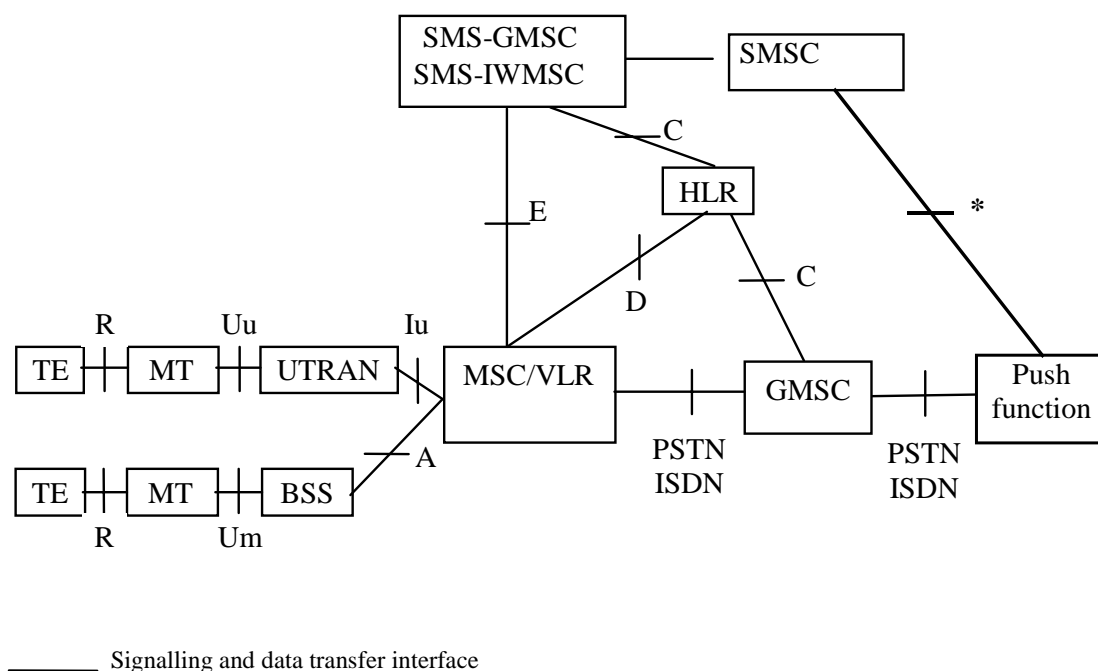 SMS-GMSC
SMS-IWMSC
SMSC
C
HLR
E
*
D
C
R
Uu
Iu
TE
MT
UTRAN
MSC/VLR
GMSC
Push
function
A
PSTN
ISDN
PSTN
ISDN
TE
MT
BSS
R
Um
Signalling and data transfer interface